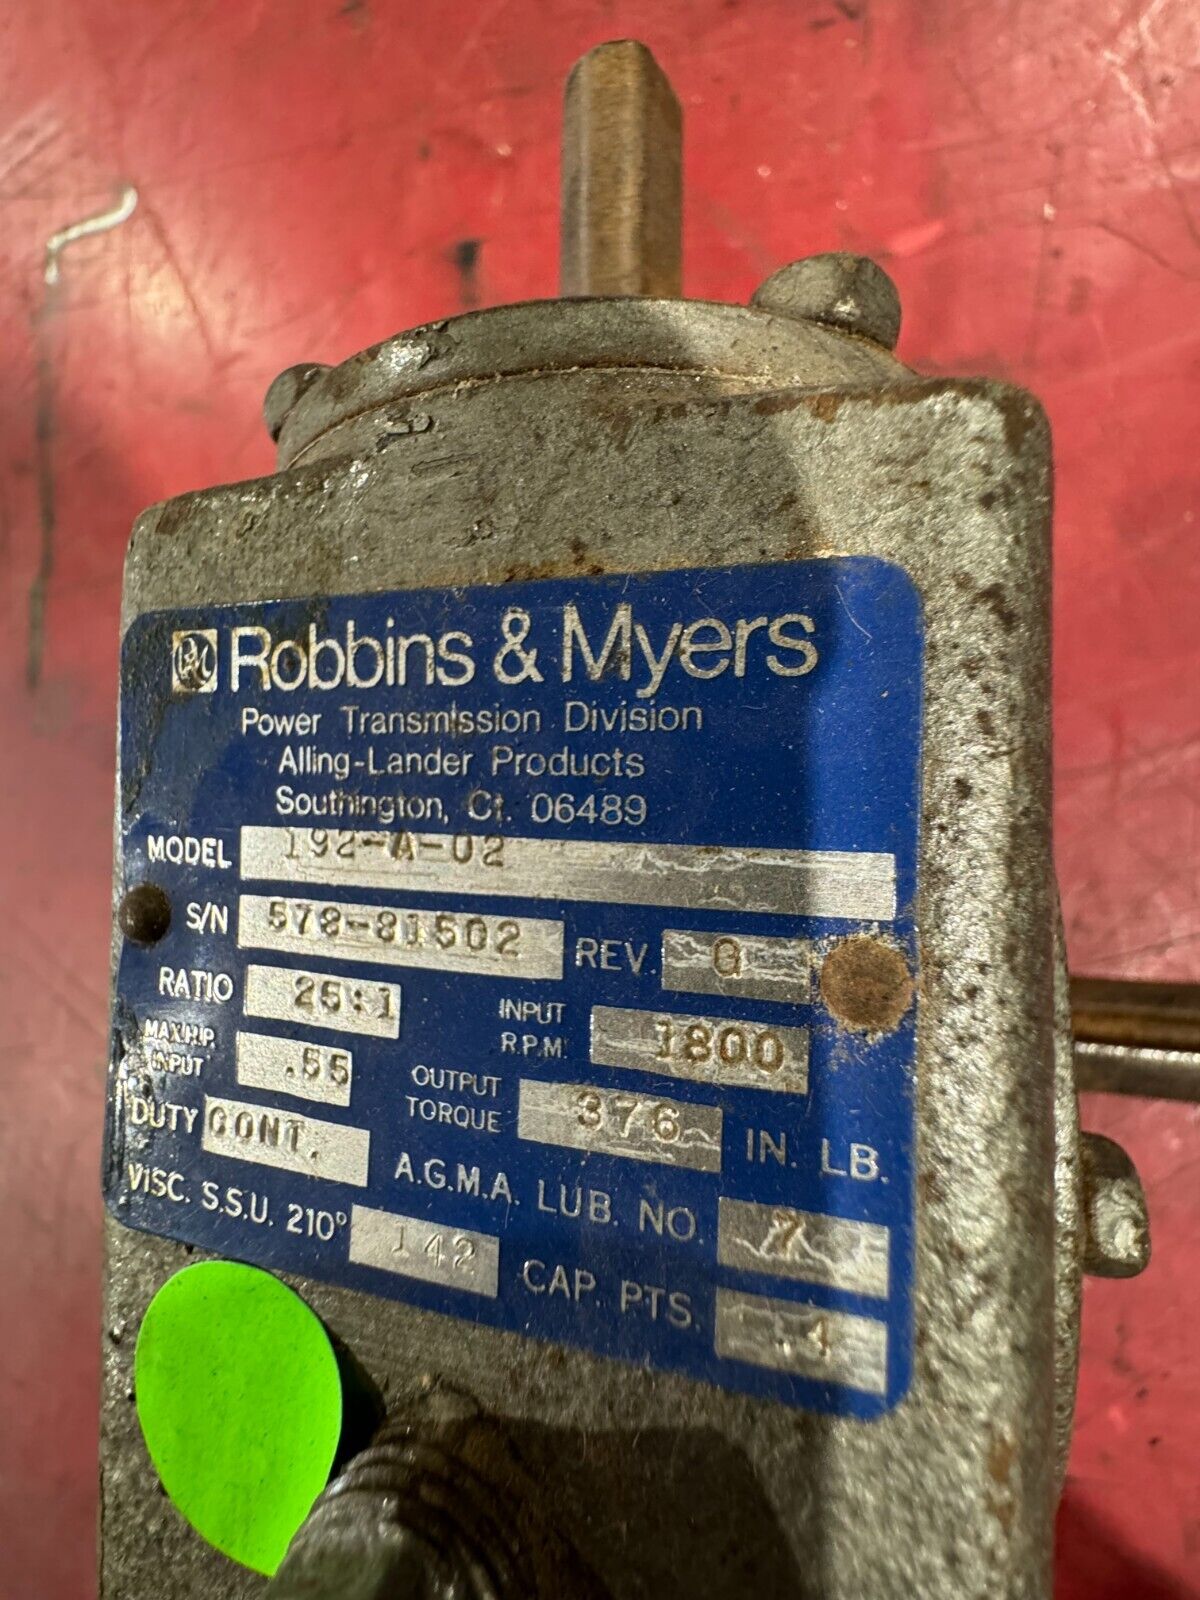 R&M Robbins & Myers
Power Transmission Division
Alling-Lander Products
Southington, Ct. 06489
MODEL 192-A-02
S/N 578-81502 REV. G
RATIO 25:1 INPUT R.P.M. 1800
MAX.H.P. INPUT .55 OUTPUT TORQUE 376 IN. LB.
DUTY CONT. A.G.M.A. LUB. NO. 7
VISC. S.S.U. 210° 142 CAP. PTS. .4